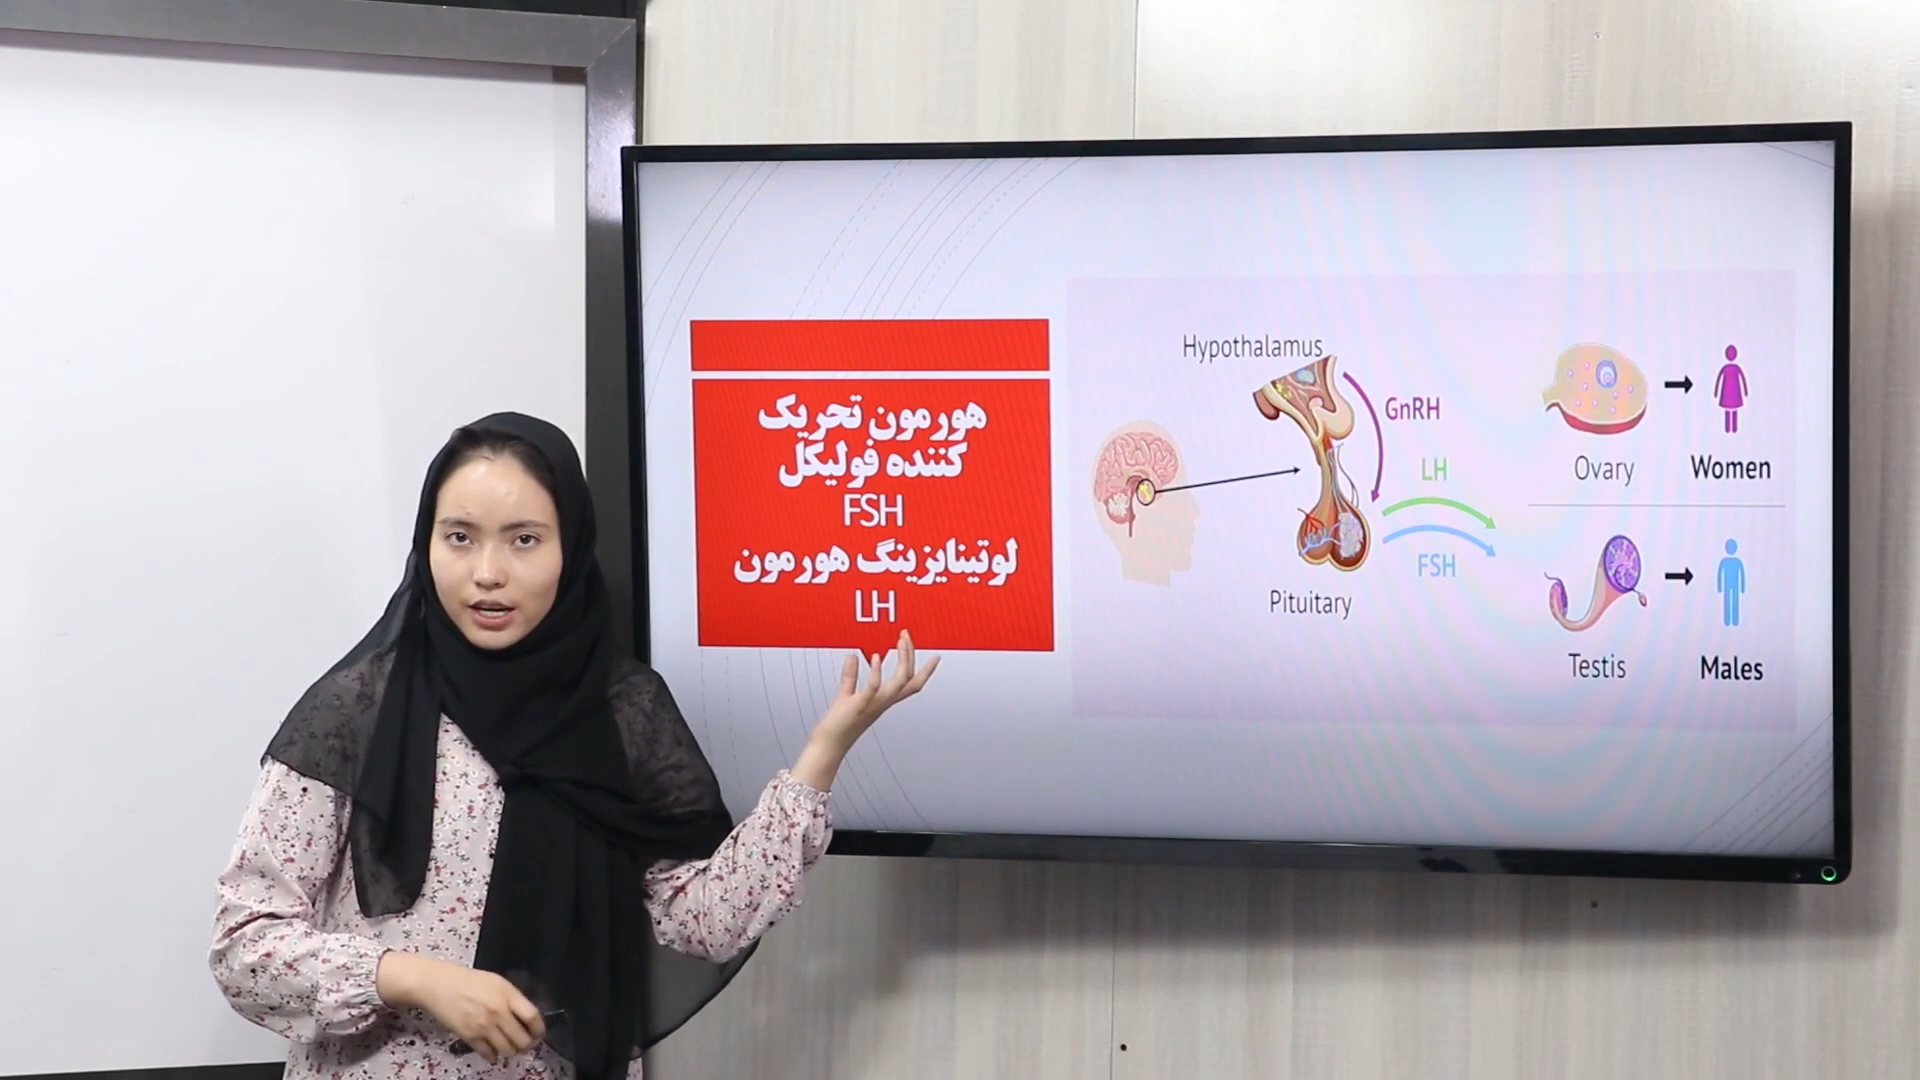 هورمون تحریک
کننده فولیکل
FSH
لوتینایزینگ هورمون
LH
Hypothalamus
GnRH
LH
FSH
Pituitary
Ovary
Women
Testis
Males